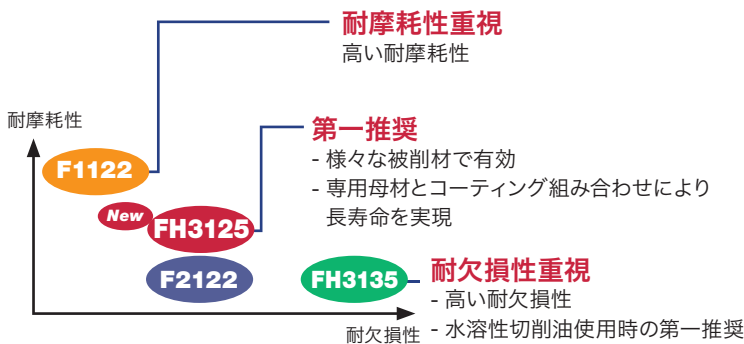 耐摩耗性重視
高い耐摩耗性
耐摩耗性
F1122
第一推奨
- 様々な被削材で有効
- 専用母材とコーティング組み合わせにより
長寿命を実現
New
FH3125
F2122
FH3135
耐欠損性重視
- 高い耐欠損性
- 水溶性切削油使用時の第一推奨
耐欠損性